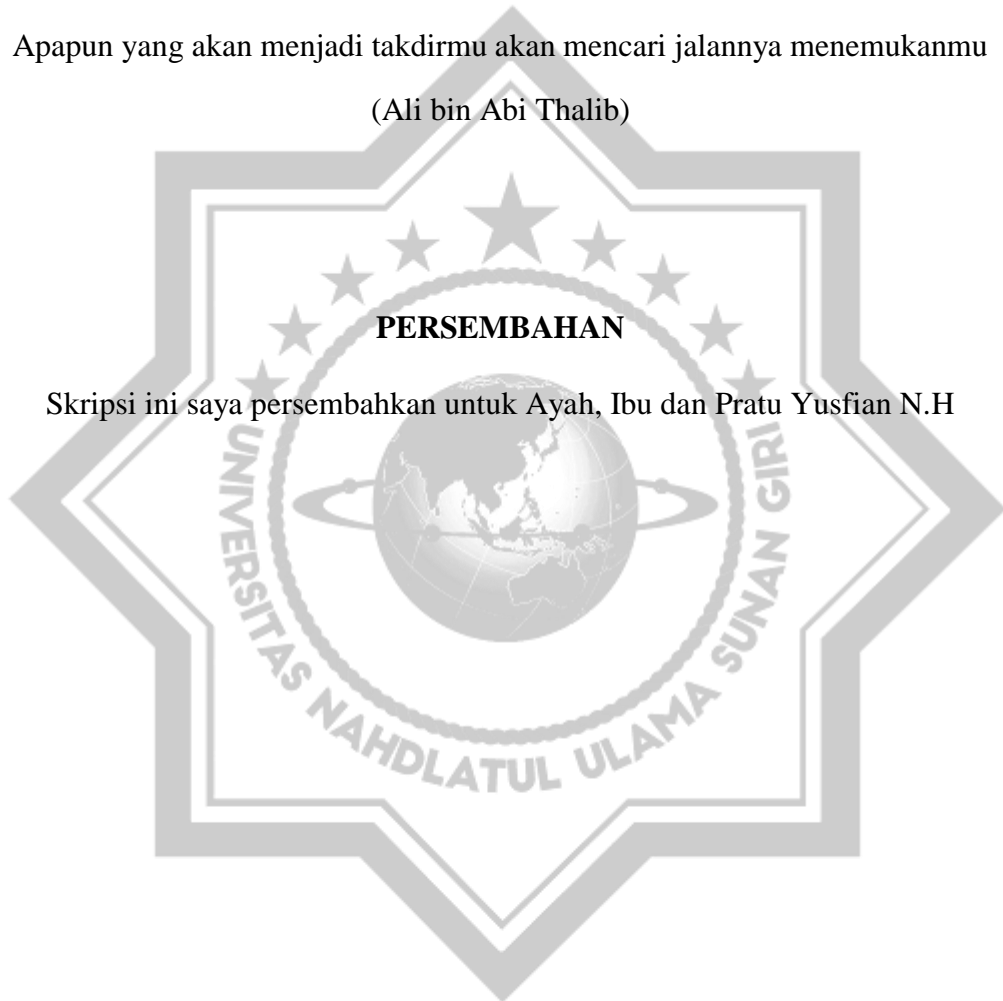 Apapun yang akan menjadi takdirmu akan mencari jalannya menemukanmu
(Ali bin Abi Thalib)
PERSEMBAHAN
Skripsi ini saya persembahkan untuk Ayah, Ibu dan Pratu Yusfian N.H
UNIVERSITAS NAHDLATUL ULAMA SUNAN GIRI